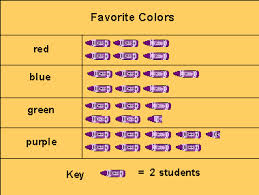 Favorite Colors
red
blue
green
purple
Key = 2 students